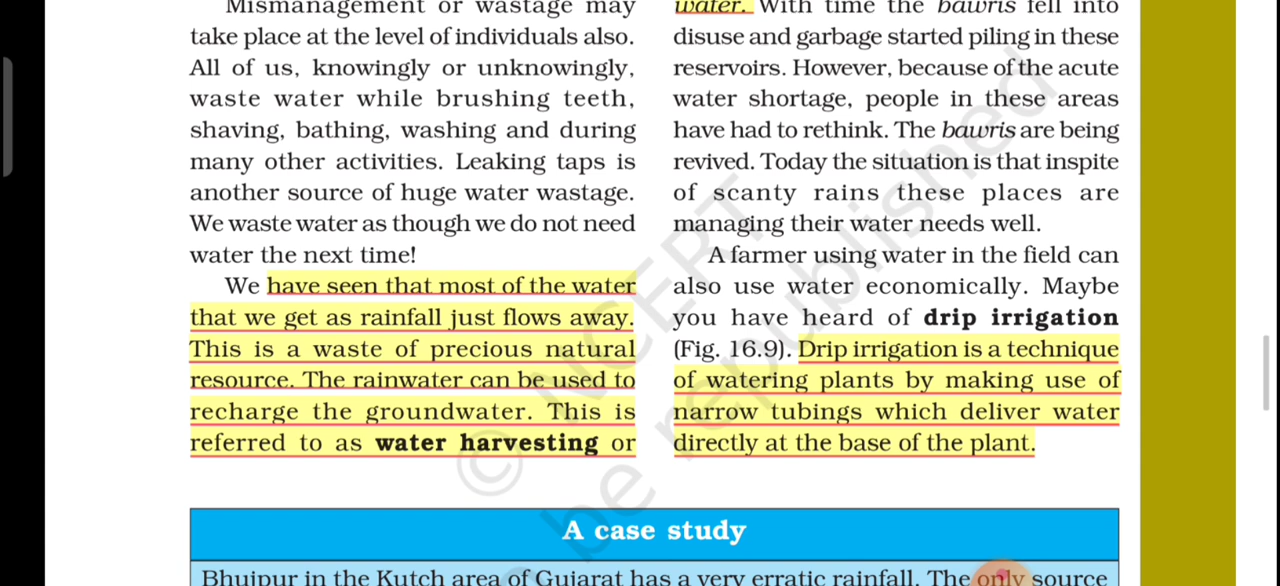 Mismanagement or wastage may
take place at the level of individuals also.
All of us, knowingly or unknowingly,
waste water while brushing teeth,
shaving, bathing, washing and during
many other activities. Leaking taps is
another source of huge water wastage.
We waste water as though we do not need
water the next time!
We have seen that most of the water
that we get as rainfall just flows away.
This is a waste of precious natural
resource. The rainwater can be used to
recharge the groundwater. This is
referred to as water harvesting or
water. With time the bawris fell into
disuse and garbage started piling in these
reservoirs. However, because of the acute
water shortage, people in these areas
have had to rethink. The bawris are being
revived. Today the situation is that inspite
of scanty rains these places are
managing their water needs well.
A farmer using water in the field can
also use water economically. Maybe
you have heard of drip irrigation
(Fig. 16.9). Drip irrigation is a technique
of watering plants by making use of
narrow tubings which deliver water
directly at the base of the plant.
© NCERT
be republished
A case study
Bhujpur in the Kutch area of Gujarat has a very erratic rainfall. The only source